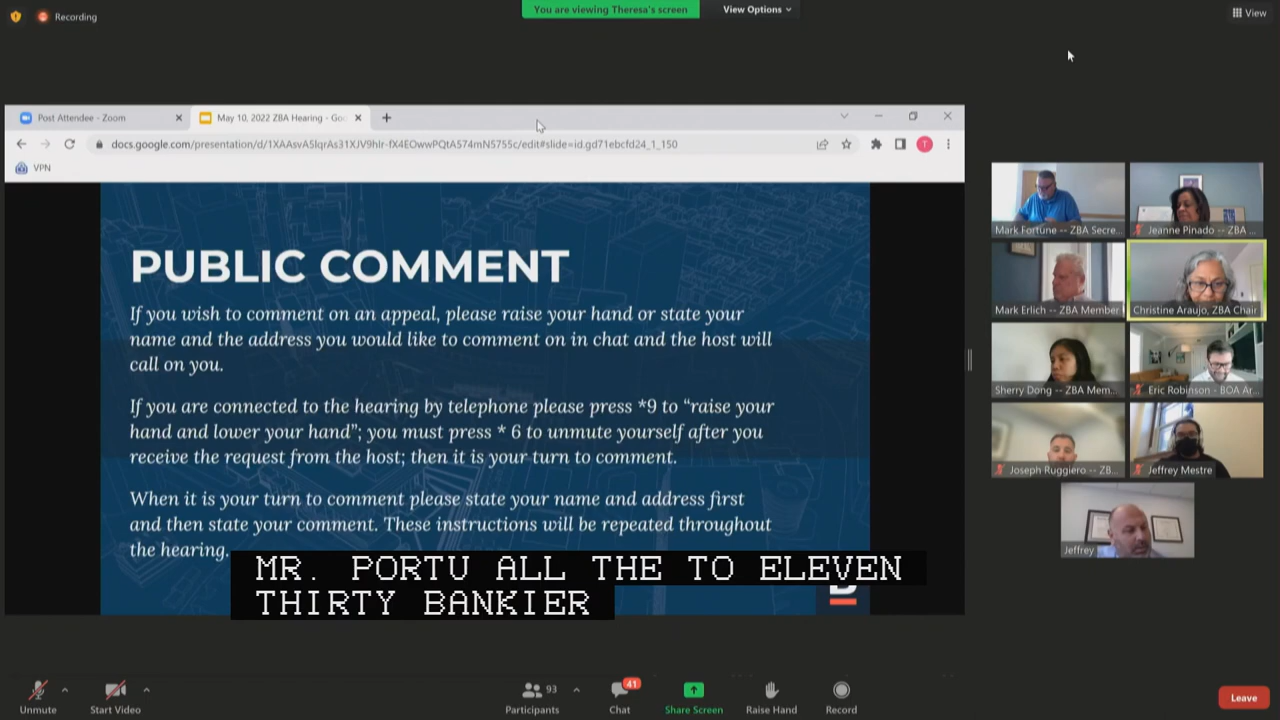 Recording
You are viewing Theresa's screen
View Options
View
Post Attendee - Zoom
May 10, 2022 ZBA Hearing - Goo
docs.google.com/presentation/d/1XAAsvA5lqrAs31XJV9hlr-fX4EOwwPQtA574mN5755c/edit#slide=id.gd71ebcfd24_1_150
T
VPN
PUBLIC COMMENT
If you wish to comment on an appeal, please raise your hand or state your
name and the address you would like to comment on in chat and the host will
call on you.
If you are connected to the hearing by telephone please press *9 to “raise your
hand and lower your hand”; you must press * 6 to unmute yourself after you
receive the request from the host; then it is your turn to comment.
When it is your turn to comment please state your name and address first
and then state your comment. These instructions will be repeated throughout
the hearing.
MR. PORTU ALL THE TO ELEVEN
THIRTY BANKIER
Mark Fortune -- ZBA Secre...
Jeanne Pinado -- ZBA ...
Mark Erlich -- ZBA Member
Christine Araujo, ZBA Chair
Sherry Dong -- ZBA Mem...
Eric Robinson - BOA Ar...
Joseph Ruggiero -- ZB...
Jeffrey Mestre
Jeffrey
Unmute
Start Video
93
Participants
41
Chat
Share Screen
Raise Hand
Record
Leave